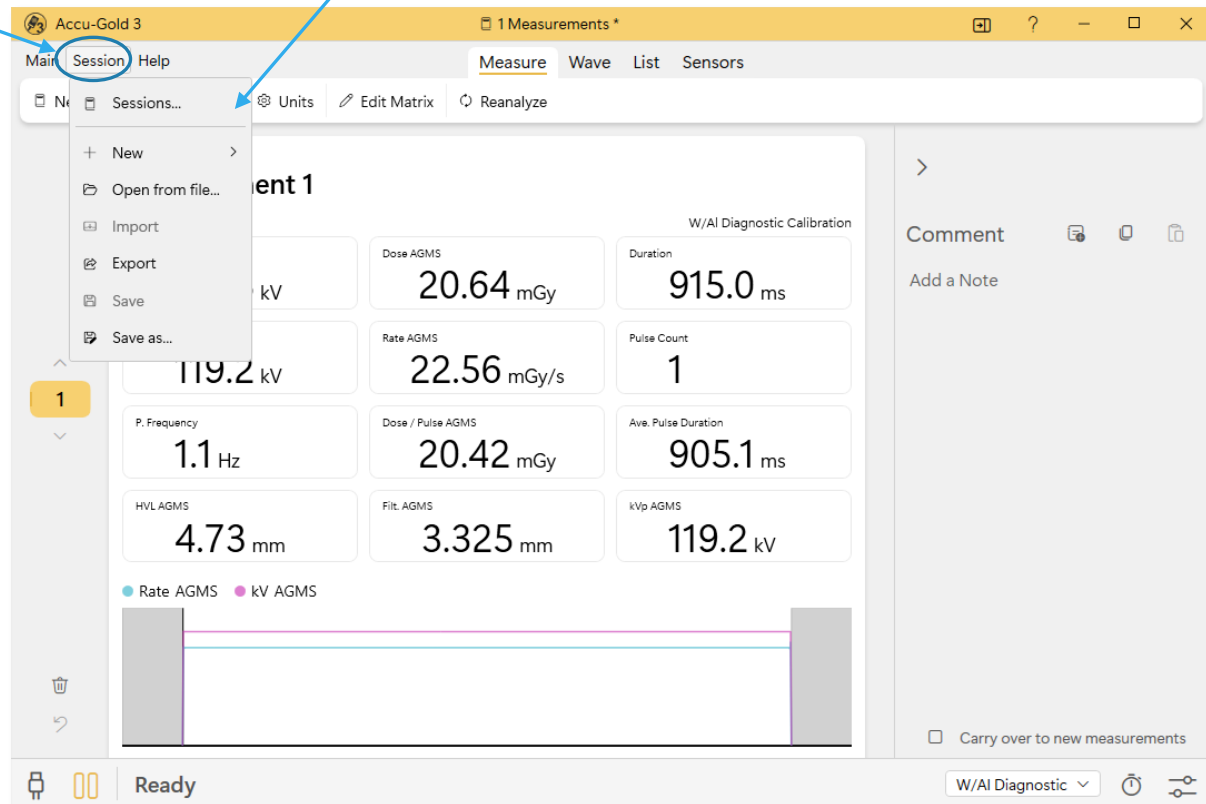 Accu-Gold 3
1 Measurements *
?
Main Session Help
Measure Wave List Sensors
Units Edit Matrix Reanalyze
Sessions...
New
Open from file...
Import
Export
Save
Save as...
ent 1
W/Al Diagnostic Calibration
kV
Dose AGMS
20.64 mGy
Duration
915.0 ms
119.2 kV
Rate AGMS
22.56 mGy/s
Pulse Count
1
P. Frequency
1.1 Hz
Dose / Pulse AGMS
20.42 mGy
Ave. Pulse Duration
905.1 ms
HVL AGMS
4.73 mm
Filt. AGMS
3.325 mm
kVp AGMS
119.2 kV
Rate AGMS kV AGMS
1
Comment
Add a Note
Carry over to new measurements
Ready
W/Al Diagnostic